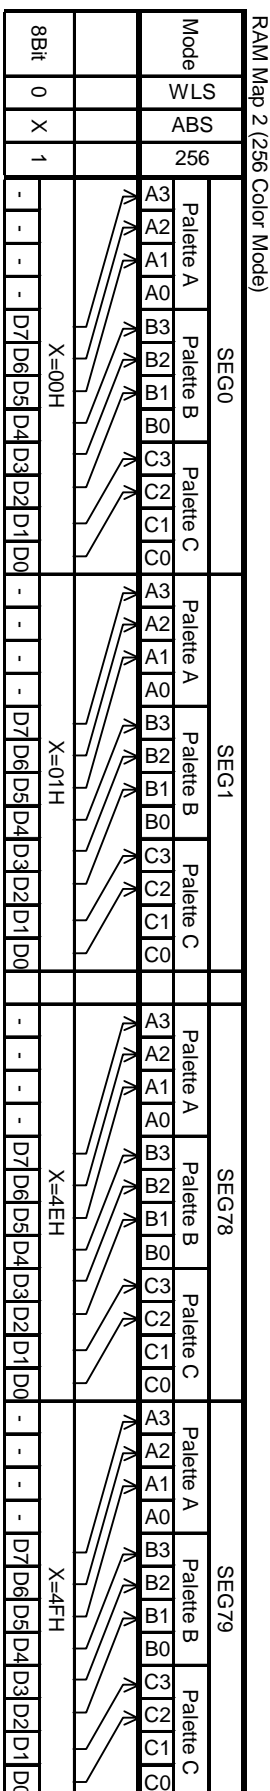 RAM Map 2 (256 Color Mode)
SEG0 SEG1 SEG78 SEG79
Mode WLS ABS 256 Palette A Palette B Palette C Palette A Palette B Palette C Palette A Palette B Palette C Palette A Palette B Palette C
A3 A2 A1 A0 B3 B2 B1 B0 C3 C2 C1 C0 A3 A2 A1 A0 B3 B2 B1 B0 C3 C2 C1 C0 A3 A2 A1 A0 B3 B2 B1 B0 C3 C2 C1 C0 A3 A2 A1 A0 B3 B2 B1 B0 C3 C2 C1 C0
X=00H X=01H X=4EH X=4FH
8Bit 0 X 1 - - - - D7 D6 D5 D4 D3 D2 D1 D0 - - - - D7 D6 D5 D4 D3 D2 D1 D0 - - - - D7 D6 D5 D4 D3 D2 D1 D0 - - - - D7 D6 D5 D4 D3 D2 D1 D0